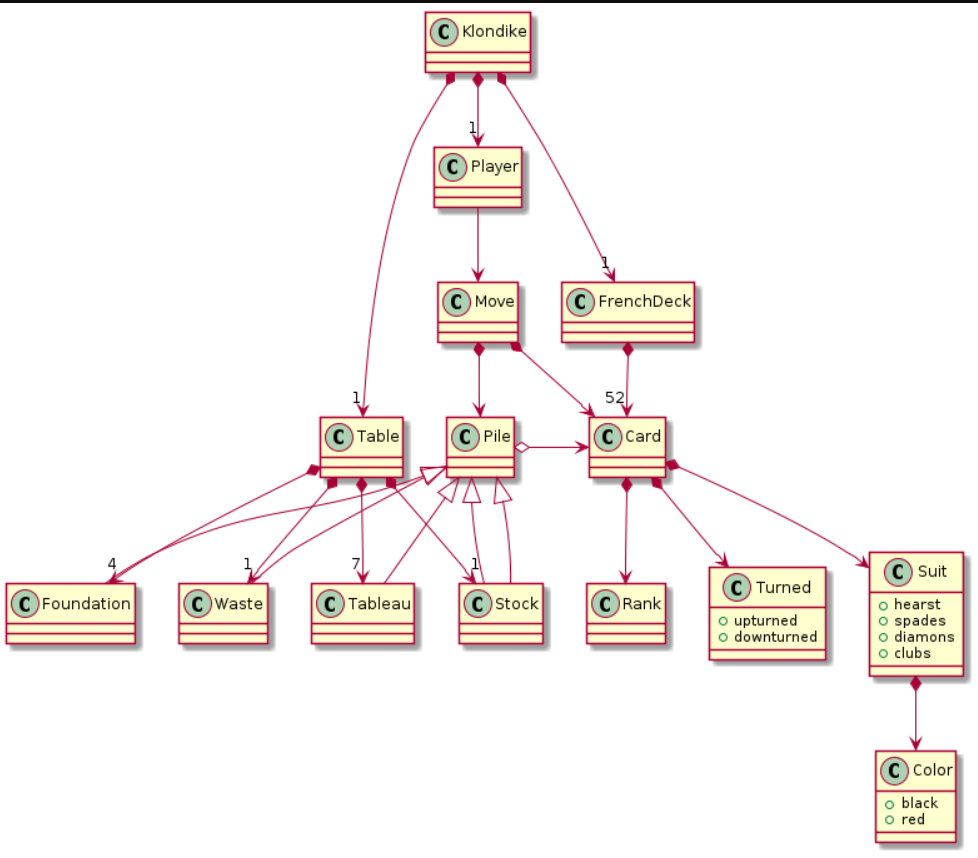 C Klondike
1
C Player
1
C Move
C FrenchDeck
1
52
C Table
C Pile
C Card
4
1
7
1
C Foundation
C Waste
C Tableau
C Stock
C Rank
C Turned
upturned
downturned
C Suit
hearst
spades
diamons
clubs
C Color
black
red